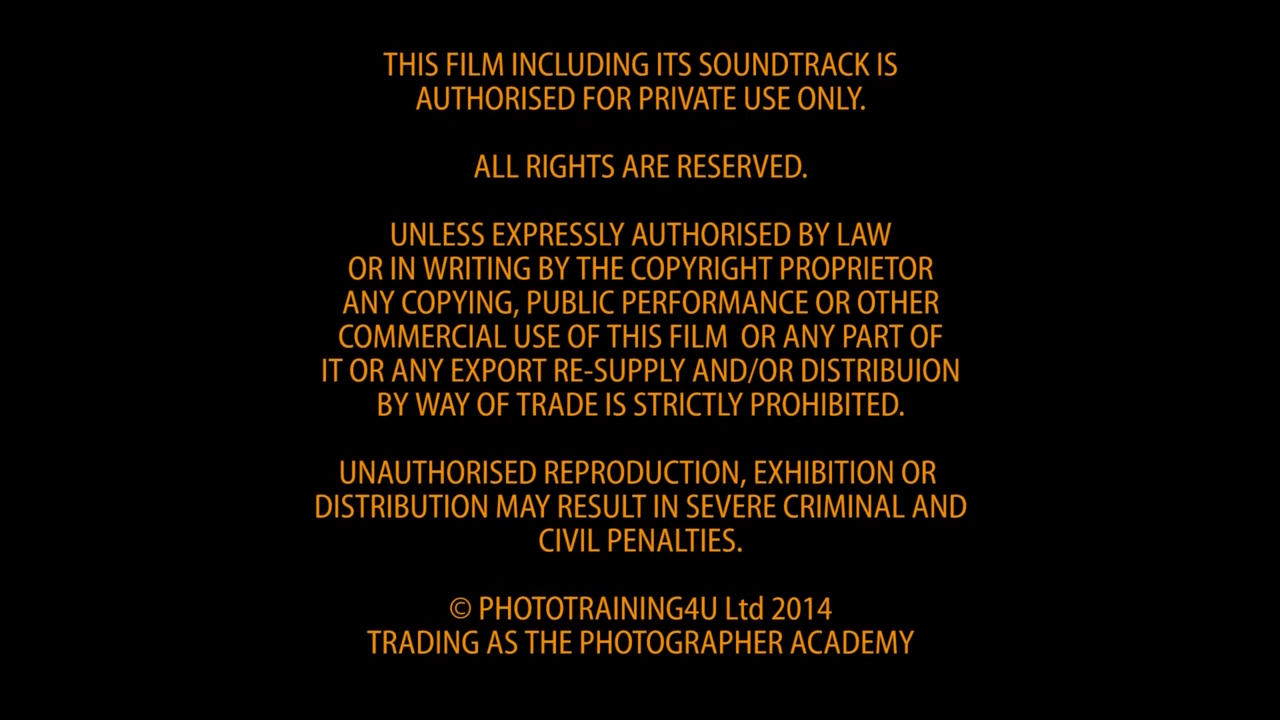 THIS FILM INCLUDING ITS SOUNDTRACK IS
AUTHORISED FOR PRIVATE USE ONLY.
ALL RIGHTS ARE RESERVED.
UNLESS EXPRESSLY AUTHORISED BY LAW
OR IN WRITING BY THE COPYRIGHT PROPRIETOR
ANY COPYING, PUBLIC PERFORMANCE OR OTHER
COMMERCIAL USE OF THIS FILM  OR ANY PART OF
IT OR ANY EXPORT RE-SUPPLY AND/OR DISTRIBUION
BY WAY OF TRADE IS STRICTLY PROHIBITED.
UNAUTHORISED REPRODUCTION, EXHIBITION OR
DISTRIBUTION MAY RESULT IN SEVERE CRIMINAL AND
CIVIL PENALTIES.
© PHOTOTRAINING4U Ltd 2014
TRADING AS THE PHOTOGRAPHER ACADEMY